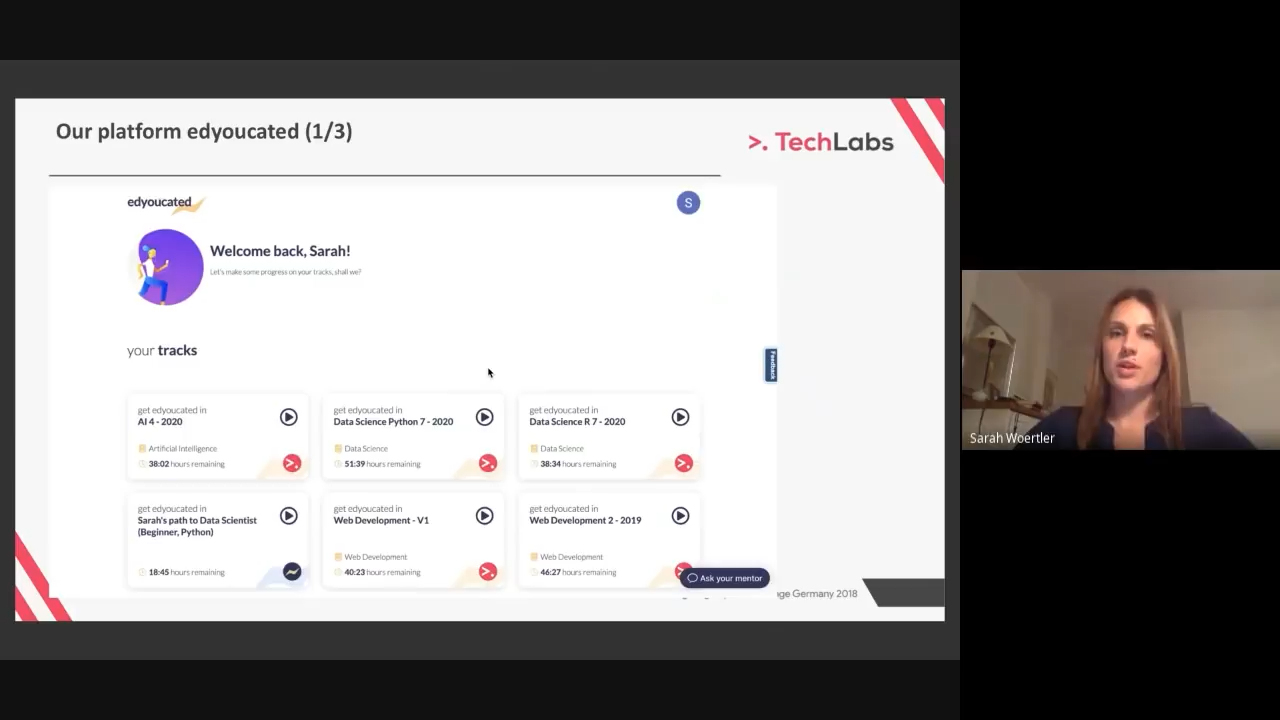 Our platform edyoucated (1/3)
>. TechLabs
edyoucated
S
Welcome back, Sarah!
Let's make some progress on your tracks, shall we?
your tracks
Feedback
get edyoucated in
AI 4 - 2020
Artificial Intelligence
38:02 hours remaining
>.
get edyoucated in
Data Science Python 7 - 2020
Data Science
51:39 hours remaining
>.
get edyoucated in
Data Science R 7 - 2020
Data Science
38:34 hours remaining
>.
get edyoucated in
Sarah's path to Data Scientist
(Beginner, Python)
18:45 hours remaining
get edyoucated in
Web Development - V1
Web Development
40:23 hours remaining
>.
get edyoucated in
Web Development 2 - 2019
Web Development
46:27 hours remaining
Ask your mentor
Germany 2018
Sarah Woertler